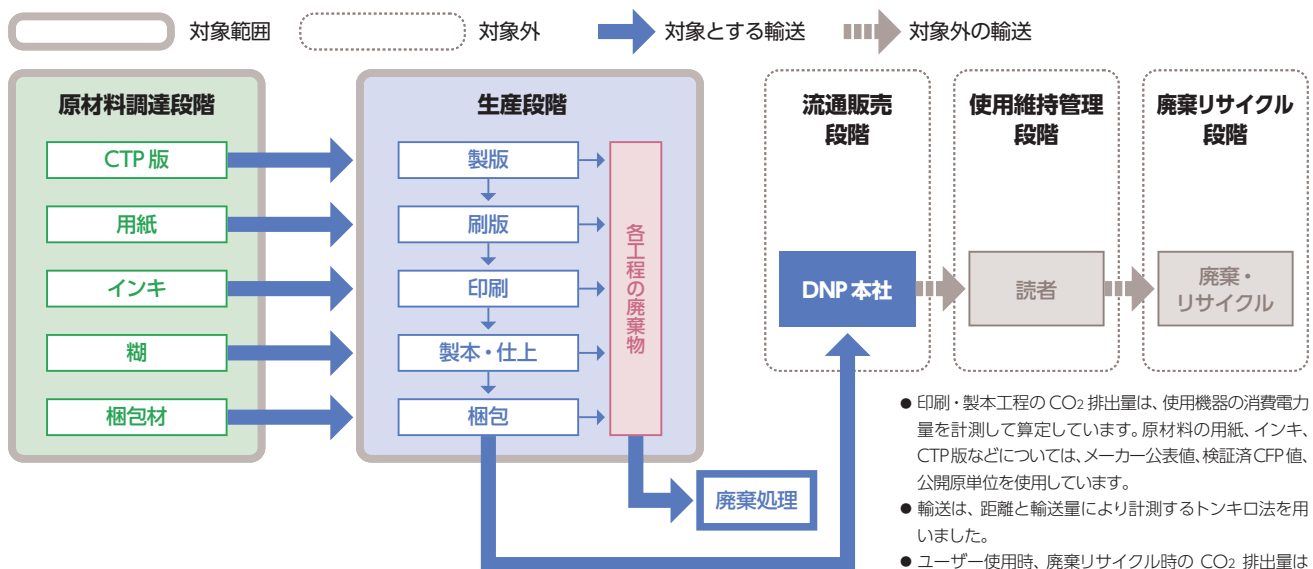 対象範囲
対象外
対象とする輸送
対象外の輸送
原材料調達段階
CTP版
用紙
インキ
糊
梱包材
生産段階
製版
刷版
印刷
製本・仕上
梱包
各工程の廃棄物
廃棄処理
流通販売
段階
DNP本社
使用維持管理
段階
読者
廃棄リサイクル
段階
廃棄・
リサイクル
● 印刷・製本工程の CO2 排出量は、使用機器の消費電力
量を計測して算定しています。原材料の用紙、インキ、
CTP版などについては、メーカー公表値、検証済CFP値、
公開原単位を使用しています。
● 輸送は、距離と輸送量により計測するトンキロ法を用
いました。
● ユーザー使用時、廃棄リサイクル時の CO2 排出量は